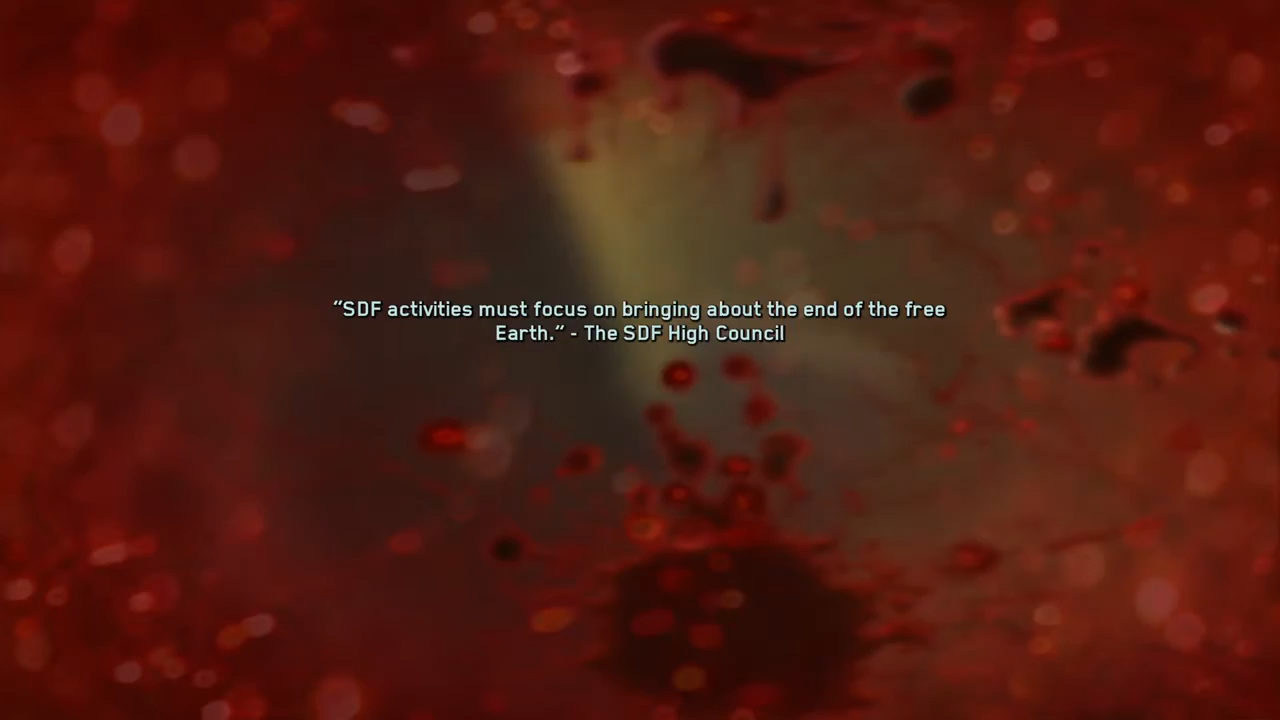 “SDF activities must focus on bringing about the end of the free
Earth.” - The SDF High Council